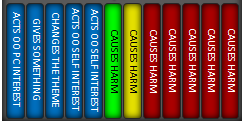 ACTS OO PC INTEREST
GIVES SOMETHING
CHANGES THE THEME
ACTS OO SELF INTEREST
ACTS OO SELF INTEREST
CAUSES HARM
CAUSES HARM
CAUSES HARM
CAUSES HARM
CAUSES HARM
CAUSES HARM
CAUSES HARM